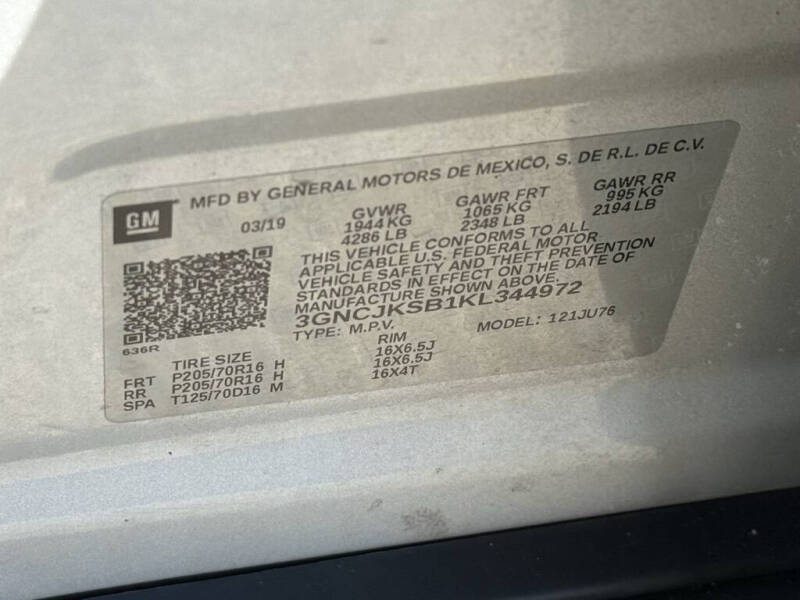 GM
MFD BY GENERAL MOTORS DE MEXICO, S. DE R.L. DE C.V.
03/19 GVWR GAWR FRT GAWR RR
1944 KG 1065 KG 995 KG
4286 LB 2348 LB 2194 LB
THIS VEHICLE CONFORMS TO ALL
APPLICABLE U.S. FEDERAL MOTOR
VEHICLE SAFETY AND THEFT PREVENTION
STANDARDS IN EFFECT ON THE DATE OF
MANUFACTURE SHOWN ABOVE.
3GNCJKSB1KL344972
TYPE: M.P.V. MODEL: 121JU76
636R
TIRE SIZE RIM
FRT P205/70R16 H 16X6.5J
RR P205/70R16 H 16X6.5J
SPA T125/70D16 M 16X4T